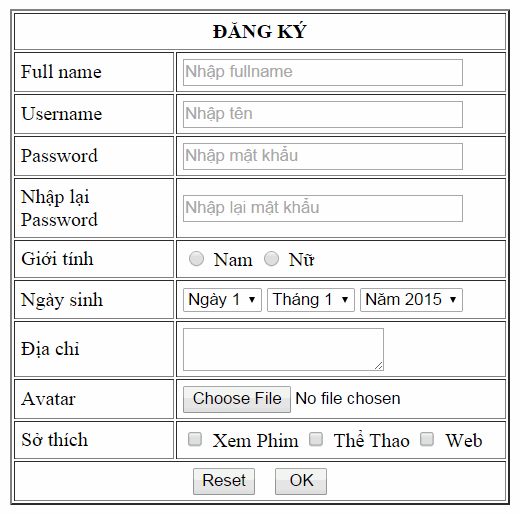 ĐĂNG KÝ
Full name Nhập fullname
Username Nhập tên
Password Nhập mật khẩu
Nhập lại
Password Nhập lại mật khẩu
Giới tính Nam Nữ
Ngày sinh Ngày 1 Tháng 1 Năm 2015
Địa chỉ
Avatar Choose File No file chosen
Sở thích Xem Phim Thể Thao Web
Reset OK